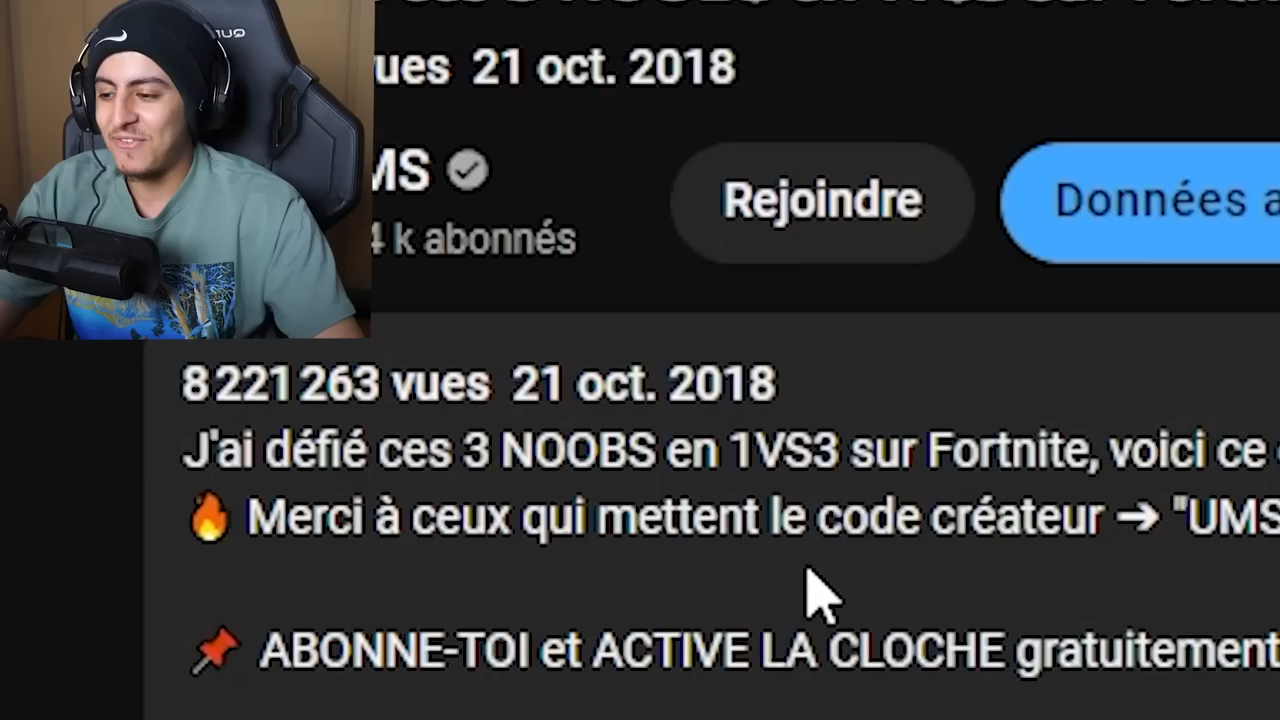 ues 21 oct. 2018
MS
Rejoindre
Données a
4 k abonnés
8 221 263 vues 21 oct. 2018
J'ai défié ces 3 NOOBS en 1VS3 sur Fortnite, voici ce
🔥 Merci à ceux qui mettent le code créateur ➔ "UMS
📌 ABONNE-TOI et ACTIVE LA CLOCHE gratuitement